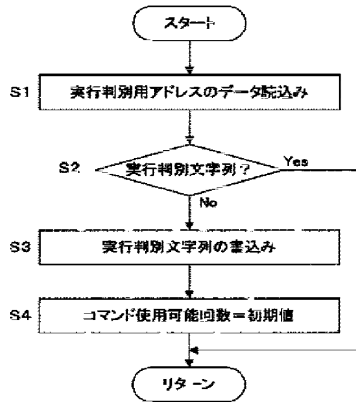 スタート
S1
実行判別用アドレスのデータ読込み
S2
実行判別文字列？
Yes
No
S3
実行判別文字列の書込み
S4
コマンド使用可能回数＝初期値
リターン